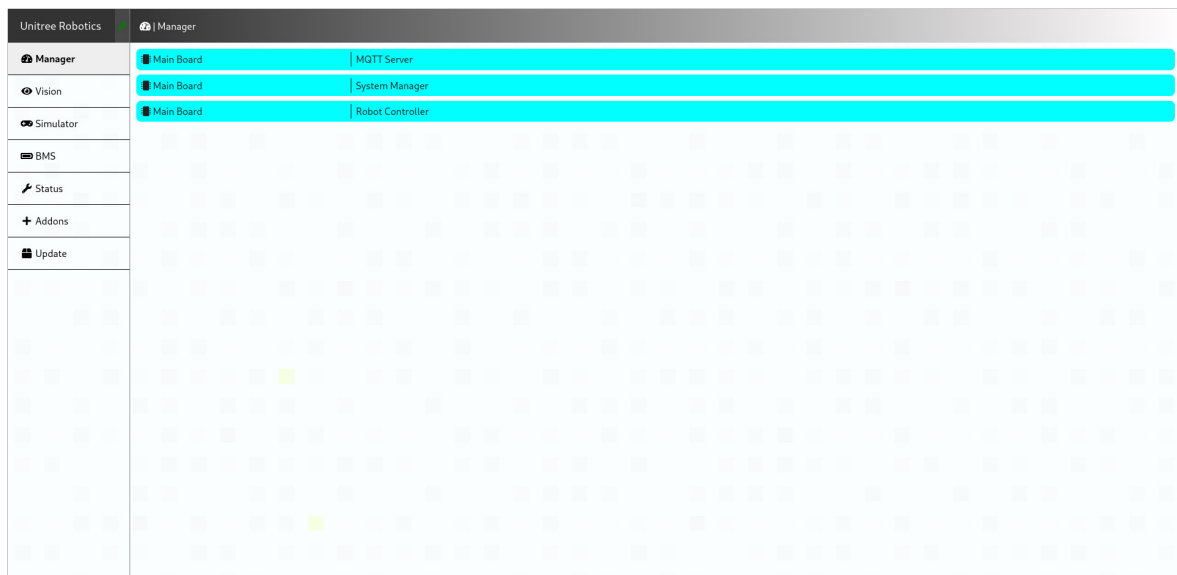 Unitree Robotics
| Manager
Manager
Vision
Simulator
BMS
Status
Addons
Update
Main Board | MQTT Server
Main Board | System Manager
Main Board | Robot Controller